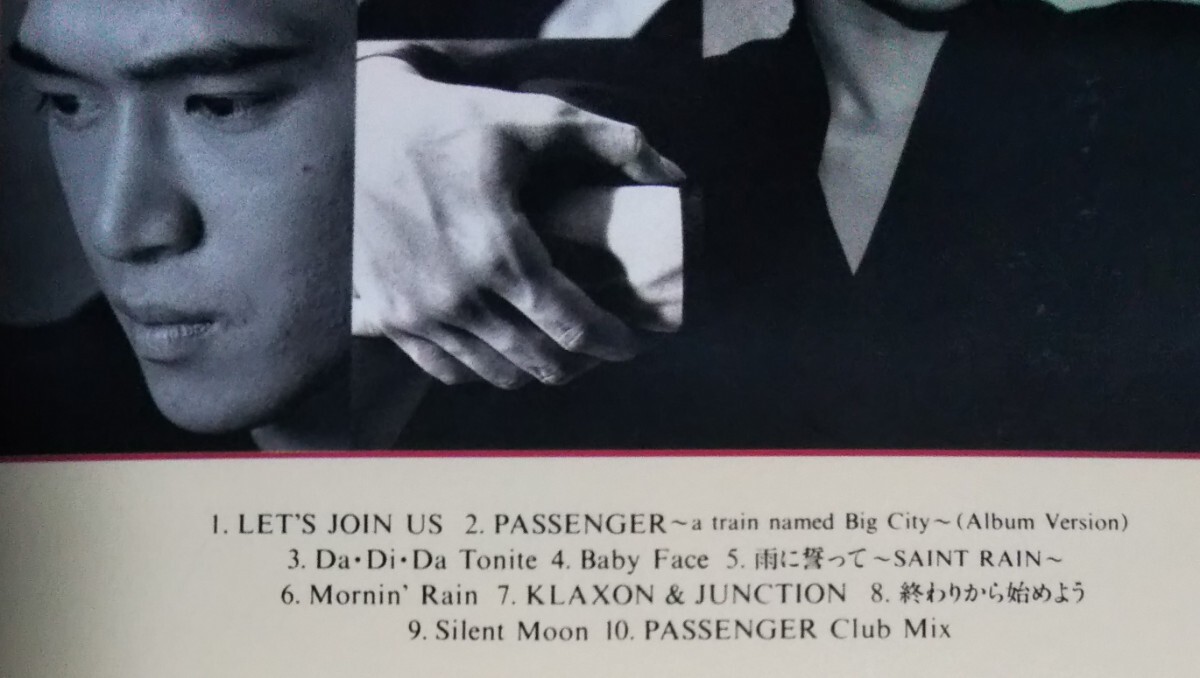 1. LET'S JOIN US 2. PASSENGER～a train named Big City～(Album Version)
3. Da・Di・Da Tonite 4. Baby Face 5. 雨に誓って～SAINT RAIN～
6. Mornin' Rain 7. KLAXON & JUNCTION 8. 終わりから始めよう
9. Silent Moon 10. PASSENGER Club Mix